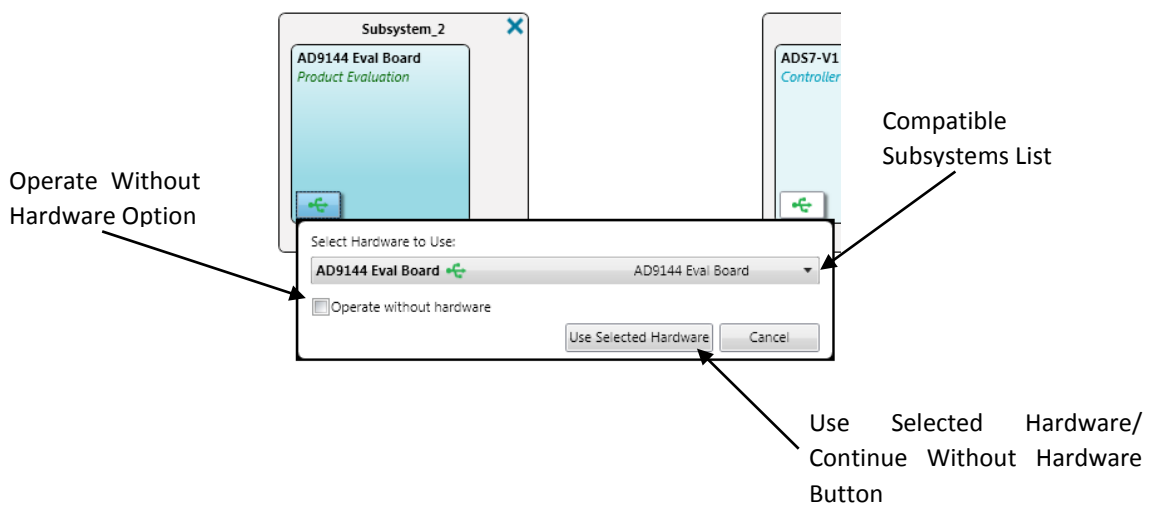 Subsystem_2
AD9144 Eval Board
Product Evaluation
ADS7-V1
Controller
Compatible
Subsystems List
Operate Without
Hardware Option
Select Hardware to Use:
AD9144 Eval Board AD9144 Eval Board
Operate without hardware
Use Selected Hardware Cancel
Use Selected Hardware/
Continue Without Hardware
Button